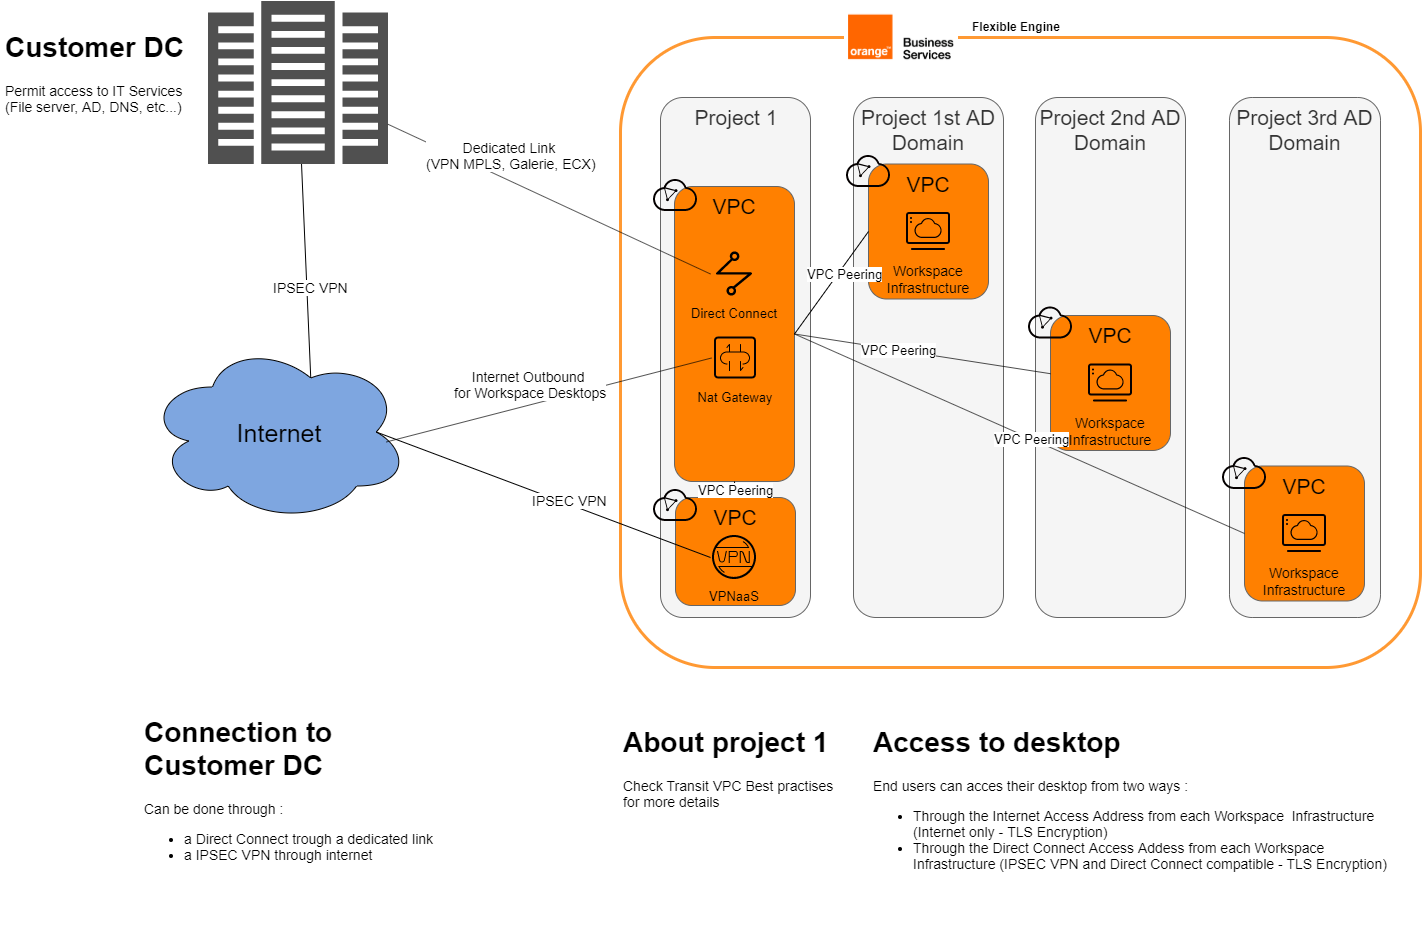 Customer DC
Permit access to IT Services
(File server, AD, DNS, etc...)
orange™
Business
Services
Flexible Engine
Project 1
Project 1st AD
Domain
Project 2nd AD
Domain
Project 3rd AD
Domain
Dedicated Link
(VPN MPLS, Galerie, ECX)
VPC
Direct Connect
Nat Gateway
VPC
Workspace
Infrastructure
VPC Peering
IPSEC VPN
VPC Peering
VPC
Workspace
Infrastructure
Internet Outbound
for Workspace Desktops
Internet
VPC Peering
VPC Peering
IPSEC VPN
VPC
VPN
VPNaaS
VPC
Workspace
Infrastructure
Connection to
Customer DC
Can be done through :
• a Direct Connect trough a dedicated link
• a IPSEC VPN through internet
About project 1
Check Transit VPC Best practises
for more details
Access to desktop
End users can acces their desktop from two ways :
• Through the Internet Access Address from each Workspace  Infrastructure
(Internet only - TLS Encryption)
• Through the Direct Connect Access Addess from each Workspace
Infrastructure (IPSEC VPN and Direct Connect compatible - TLS Encryption)